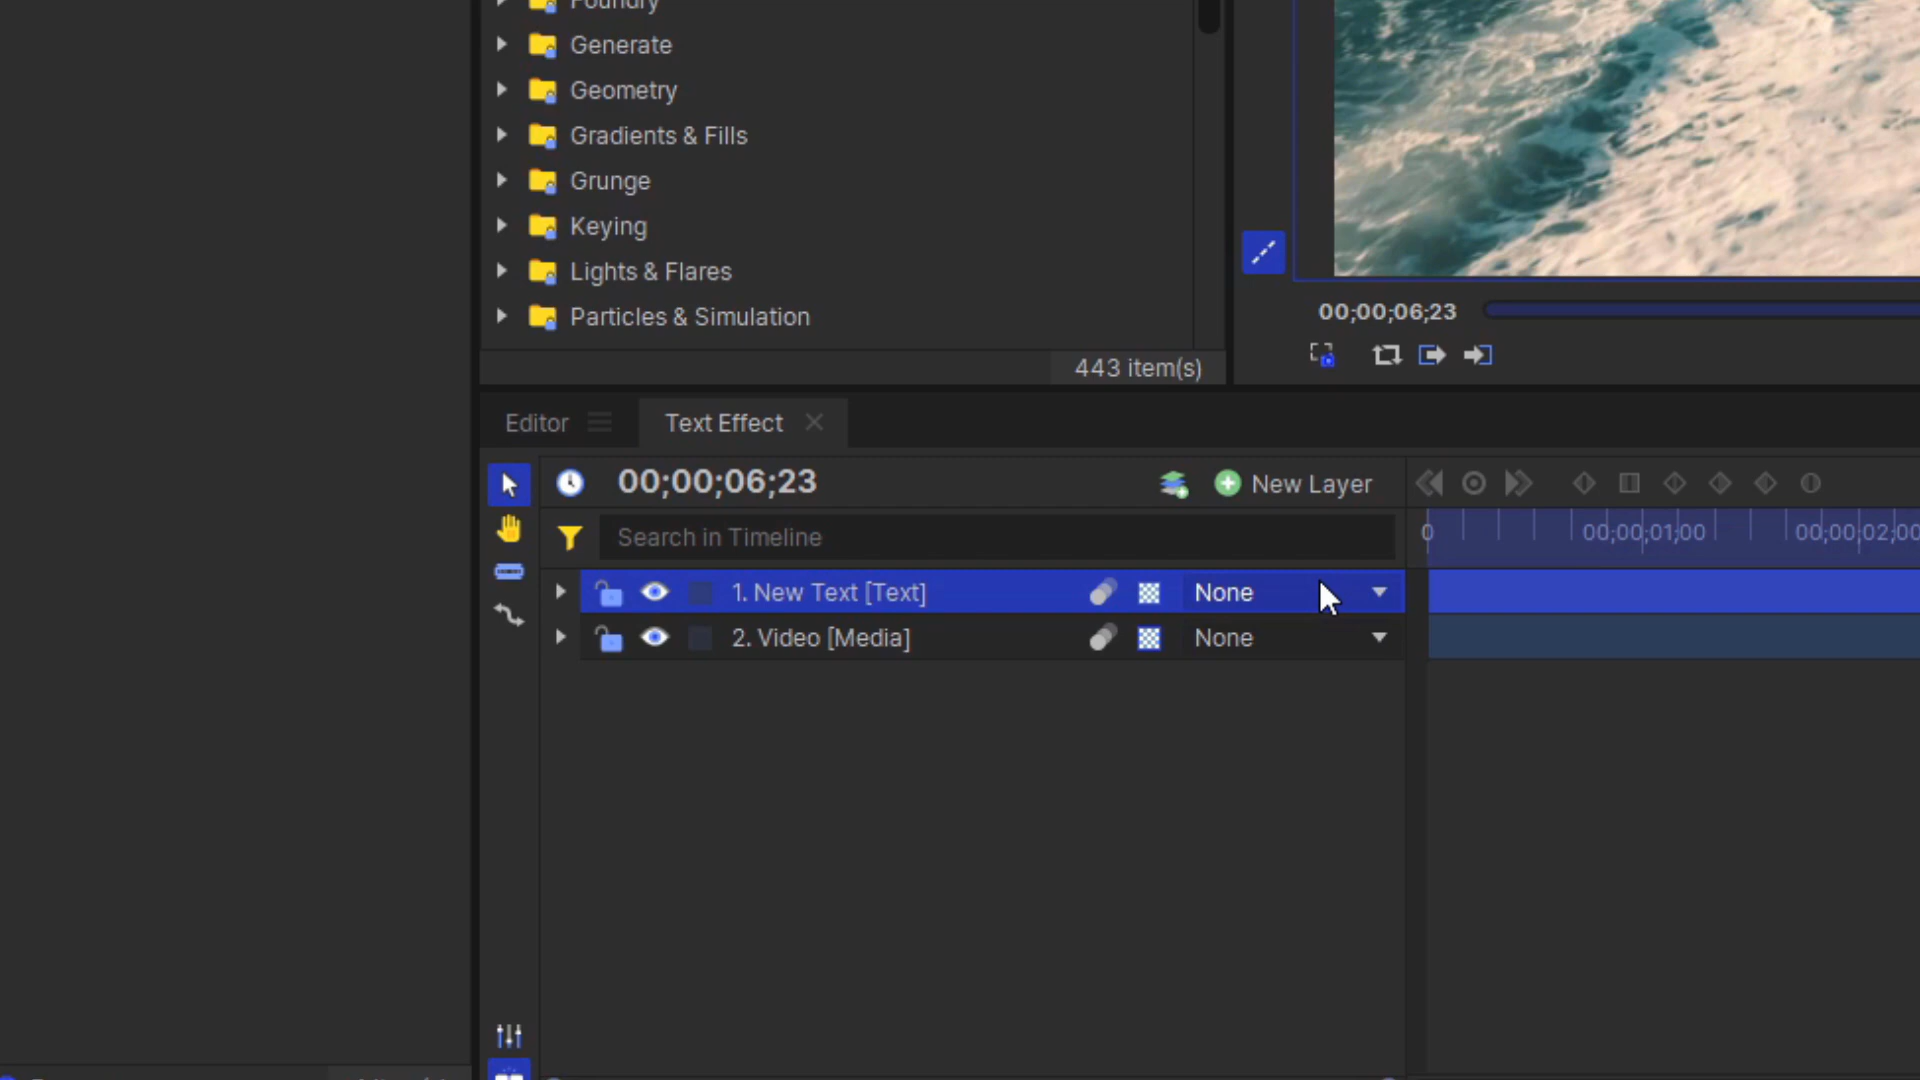 Foundry
Generate
Geometry
Gradients & Fills
Grunge
Keying
Lights & Flares
Particles & Simulation
443 item(s)
00;00;06;23
Editor
Text Effect
00;00;06;23
New Layer
Search in Timeline
0
00;00;01;00
00;00;02;00
1. New Text [Text]
None
2. Video [Media]
None